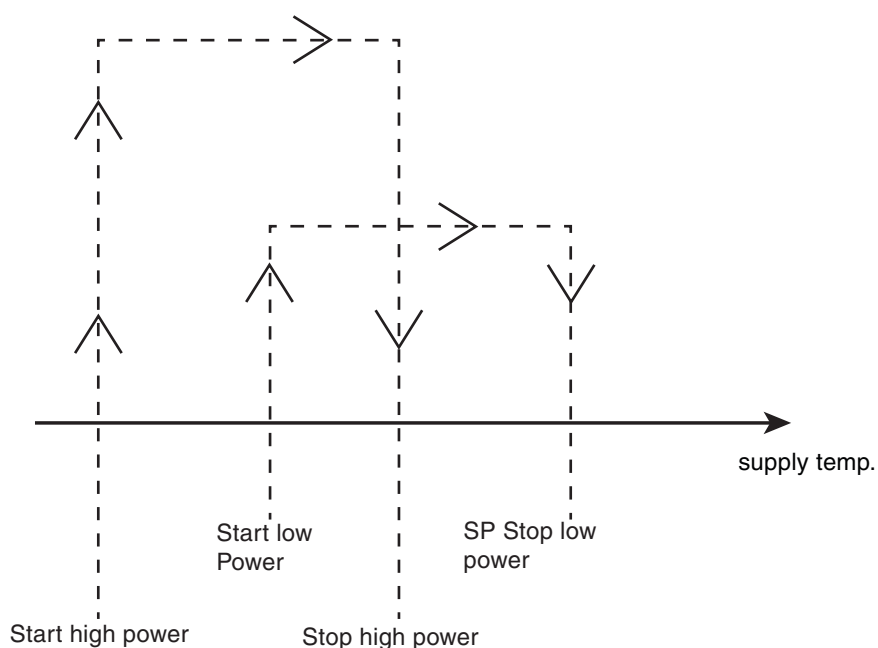 supply temp.
Start low
Power
SP Stop low
power
Start high power
Stop high power